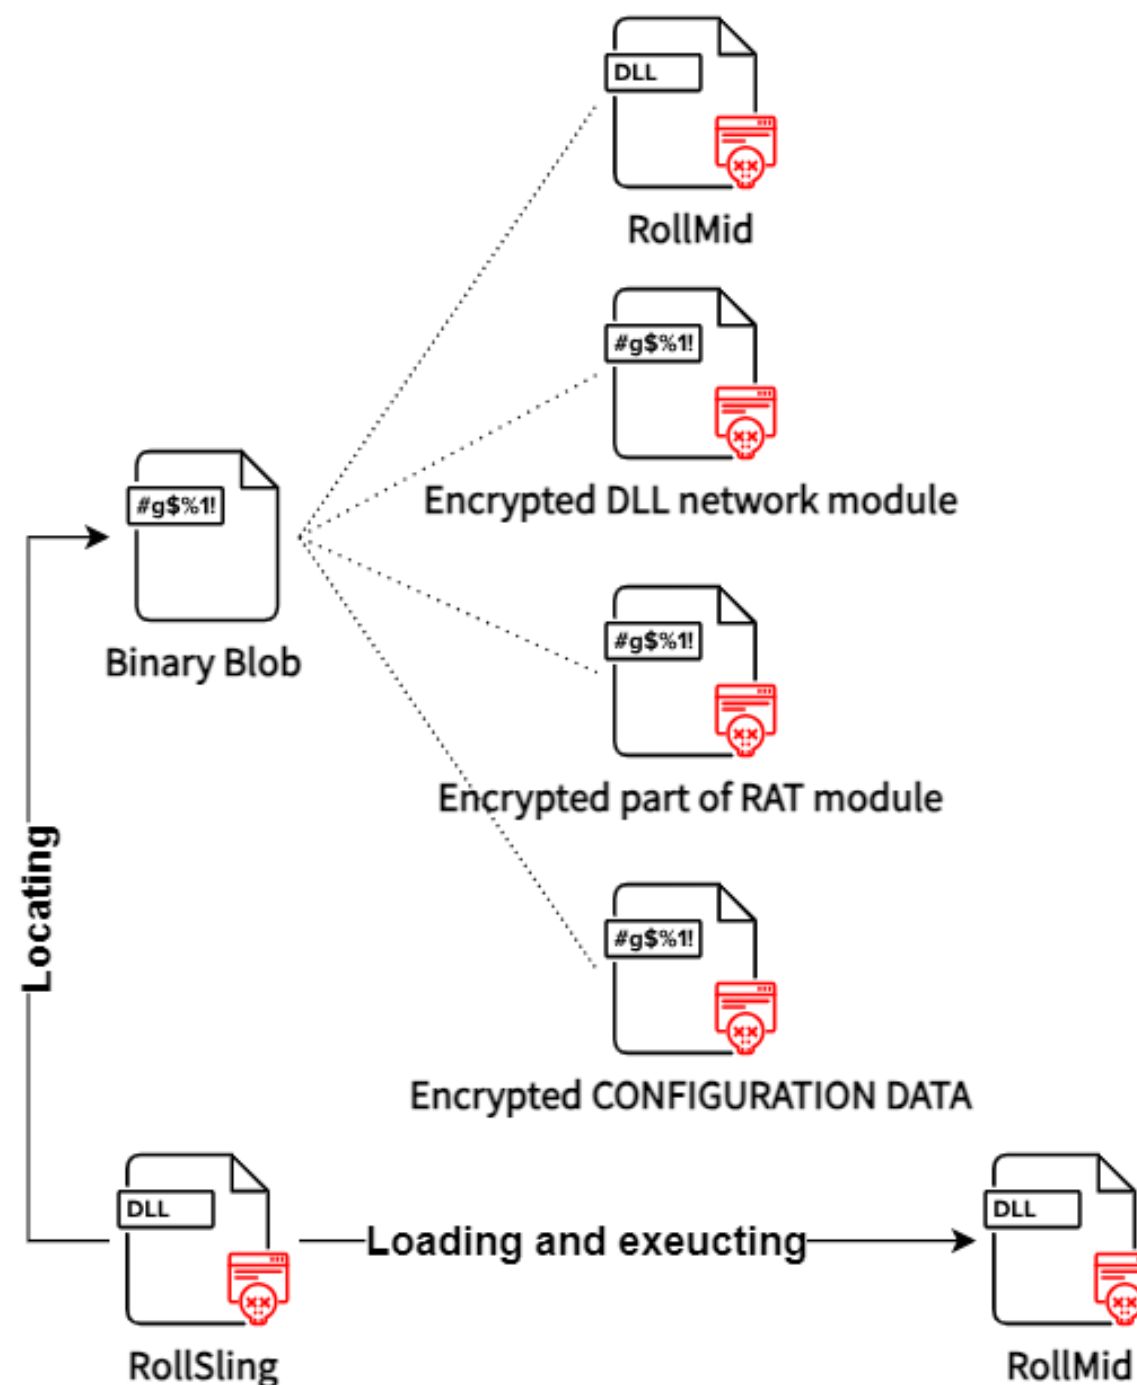 DLL
RollMid
#g$%1!
Encrypted DLL network module
#g$%1!
Binary Blob
#g$%1!
Encrypted part of RAT module
Locating
#g$%1!
Encrypted CONFIGURATION DATA
DLL
Loading and exeucting
DLL
RollSling
RollMid